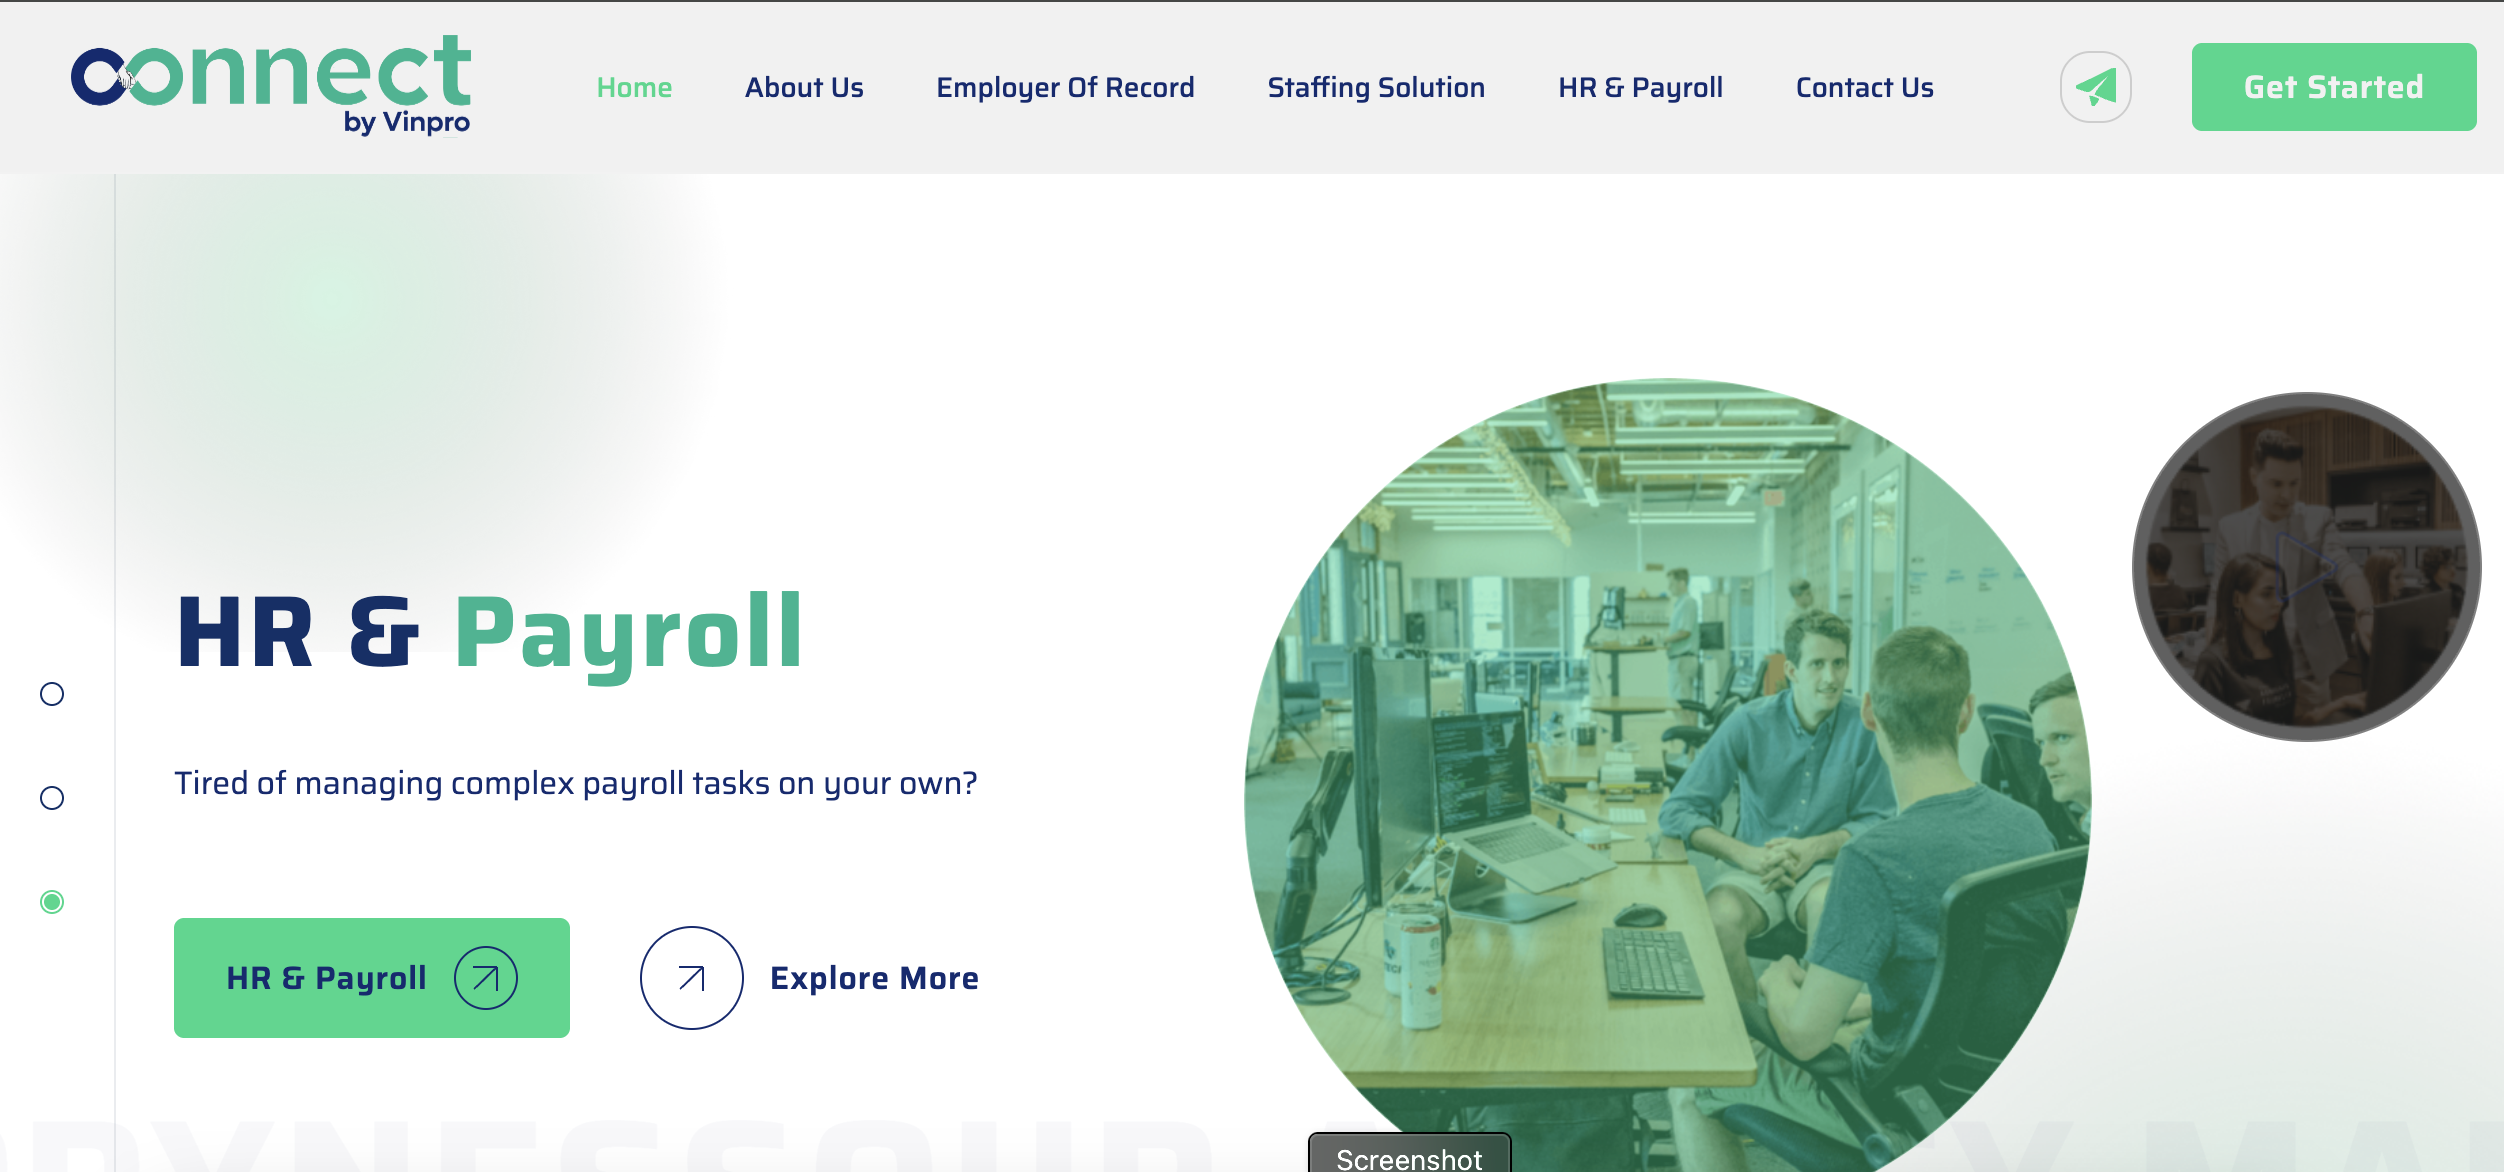 connect
by Vinpro
Home About Us Employer Of Record Staffing Solution HR & Payroll Contact Us Get Started
HR & Payroll
Tired of managing complex payroll tasks on your own?
HR & Payroll Explore More
Screenshot